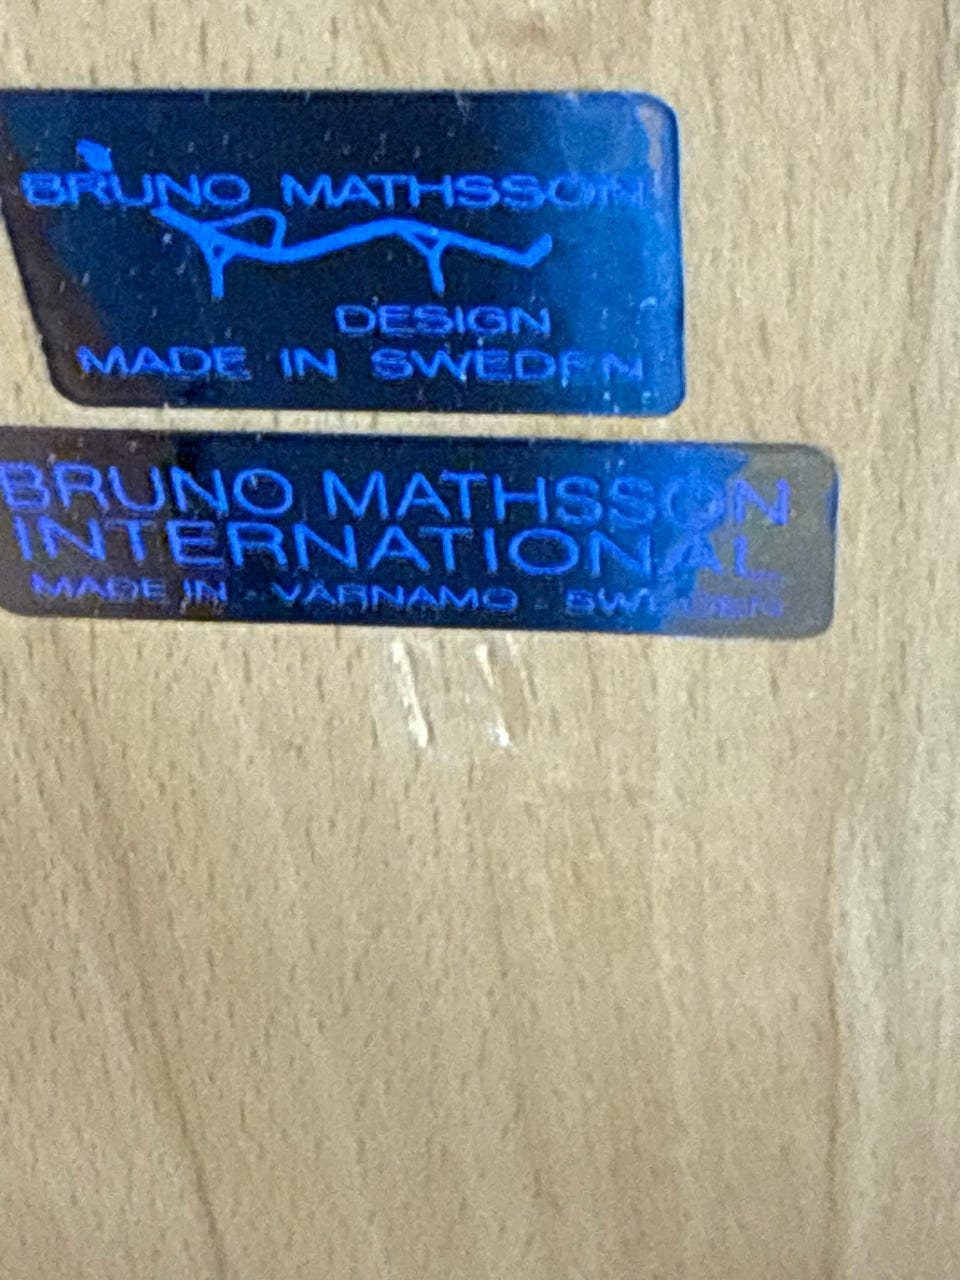 BRUNO MATHSSON
DESIGN
MADE IN SWEDEN
BRUNO MATHSSON
INTERNATIONAL
MADE IN - VÄRNAMO - SWEDEN